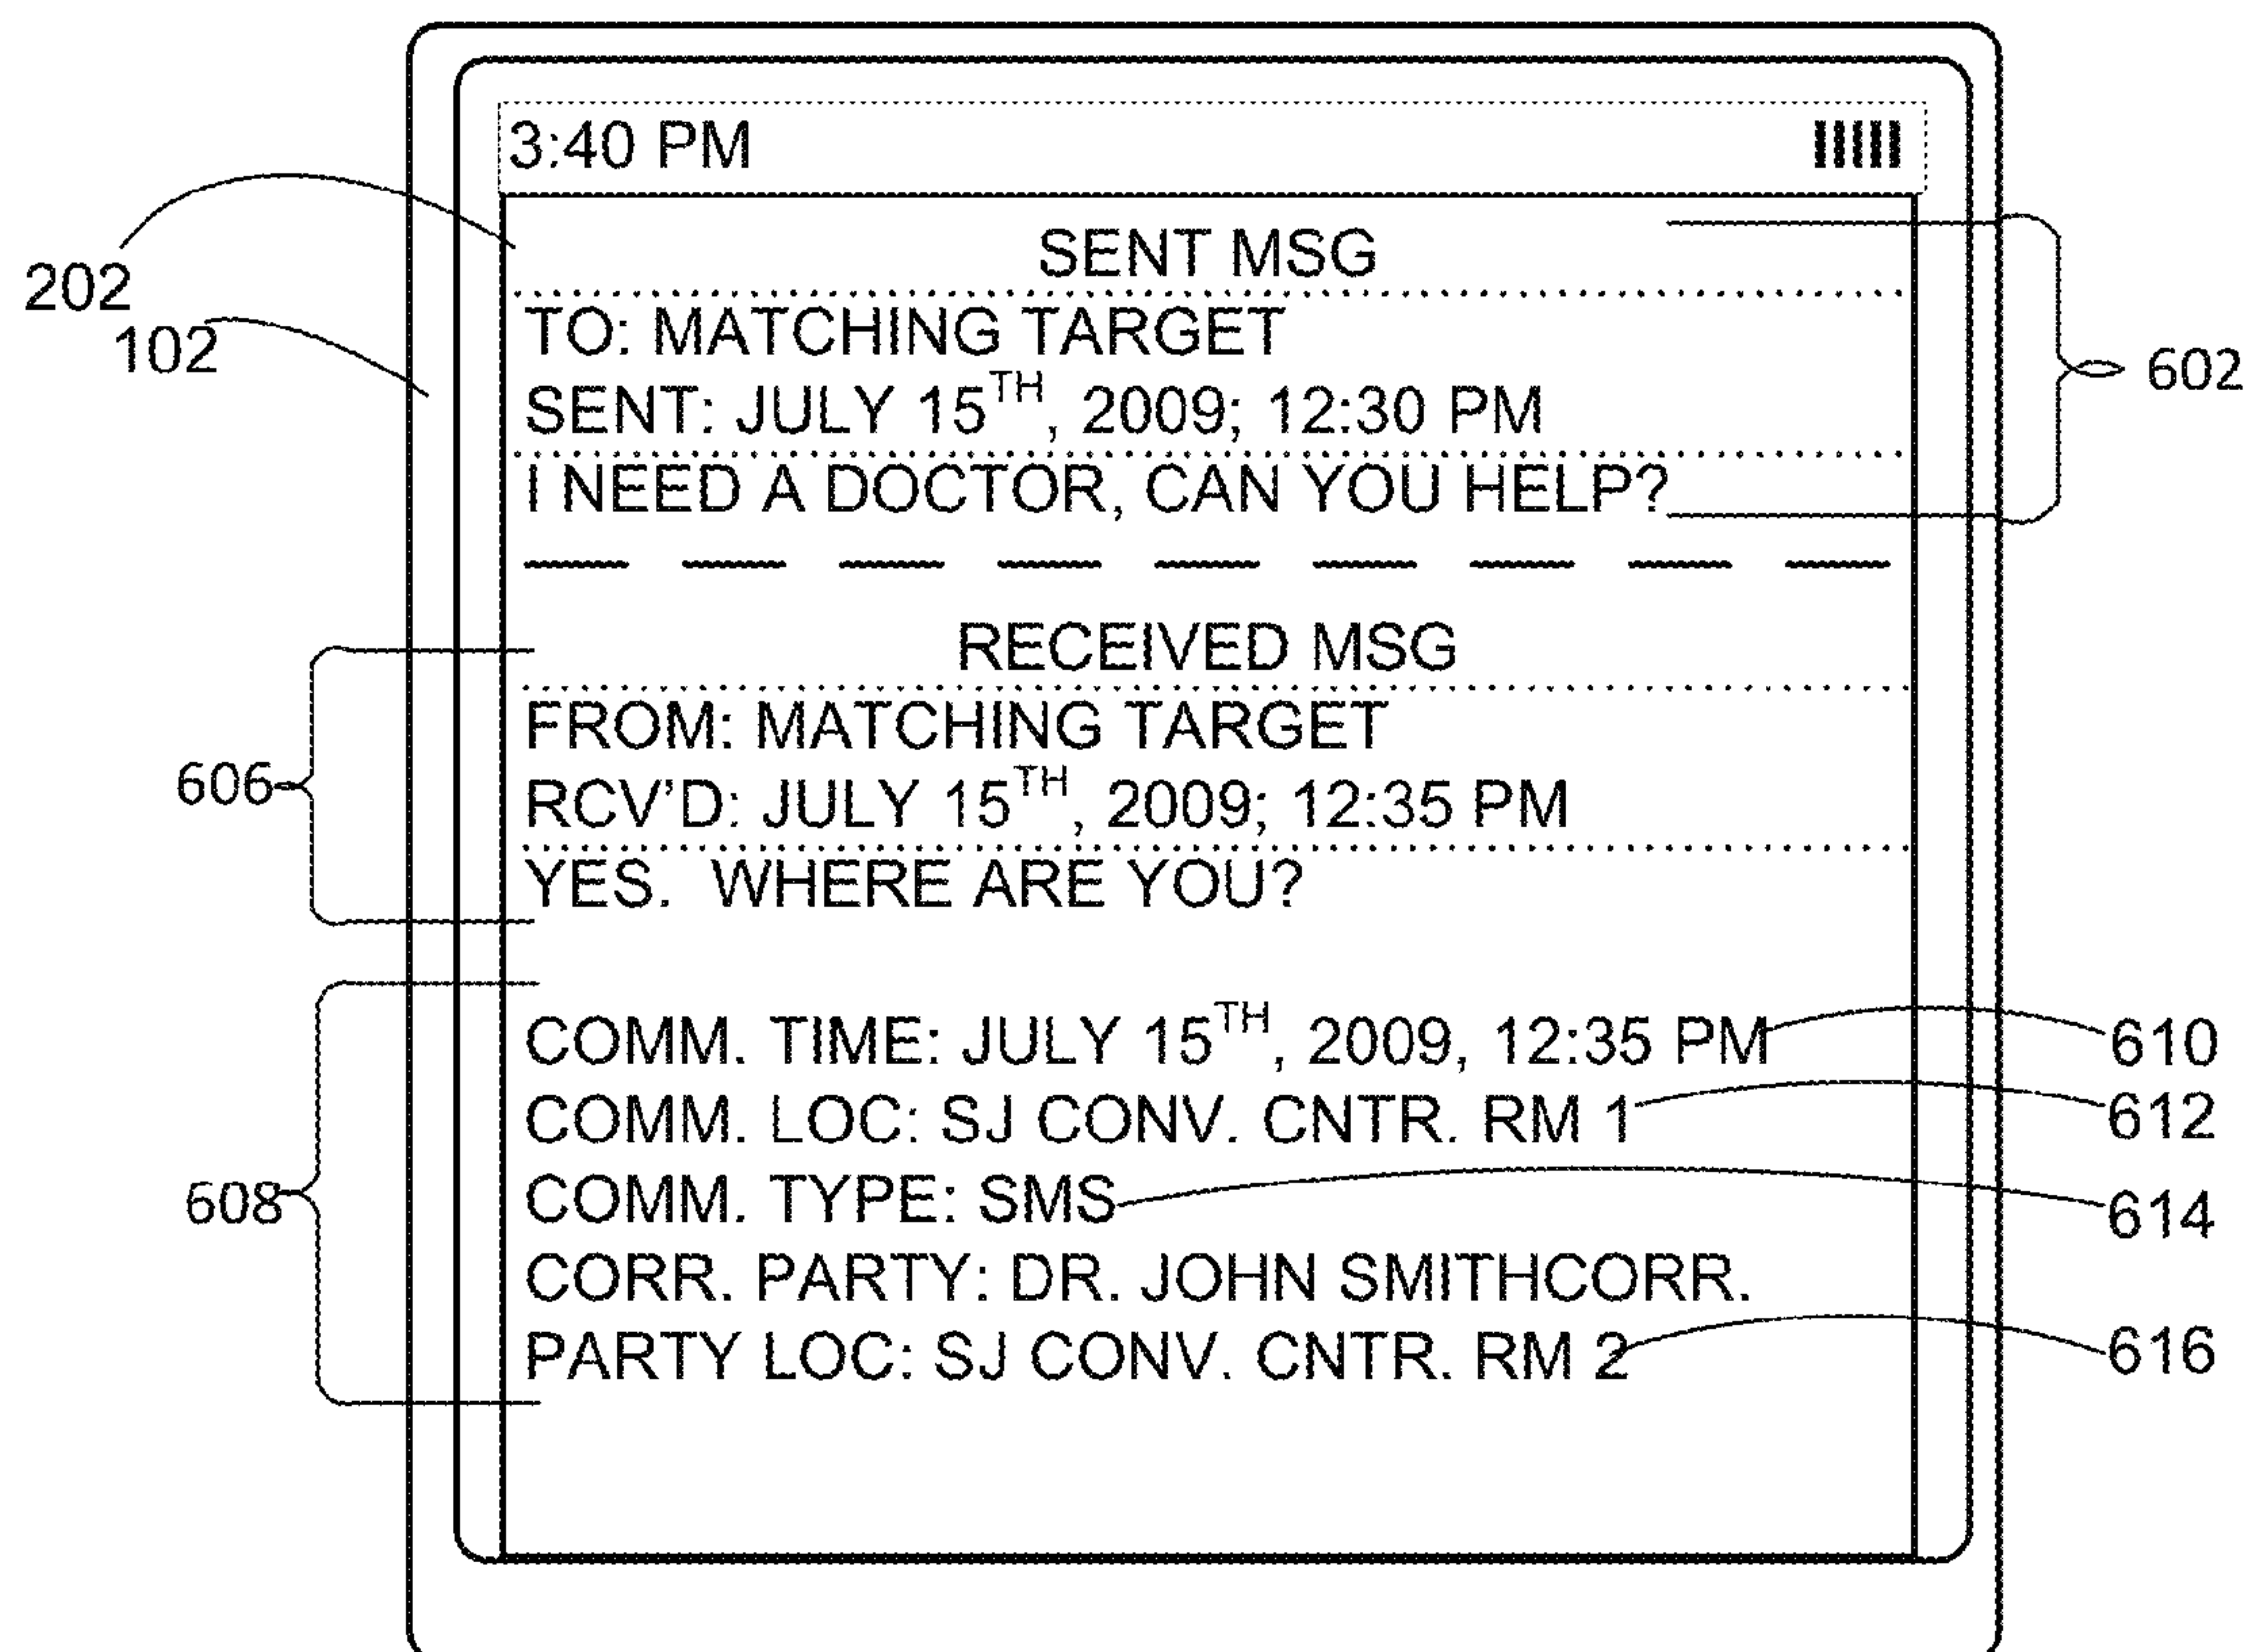 3:40 PM
202
102
SENT MSG
TO: MATCHING TARGET
SENT: JULY 15TH, 2009; 12:30 PM
602
I NEED A DOCTOR, CAN YOU HELP?
RECEIVED MSG
FROM: MATCHING TARGET
606
RCV'D: JULY 15TH, 2009; 12:35 PM
YES. WHERE ARE YOU?
608
COMM. TIME: JULY 15TH, 2009, 12:35 PM
610
COMM. LOC: SJ CONV. CNTR. RM 1
612
COMM. TYPE: SMS
614
CORR. PARTY: DR. JOHN SMITHCORR.
PARTY LOC: SJ CONV. CNTR. RM 2
616